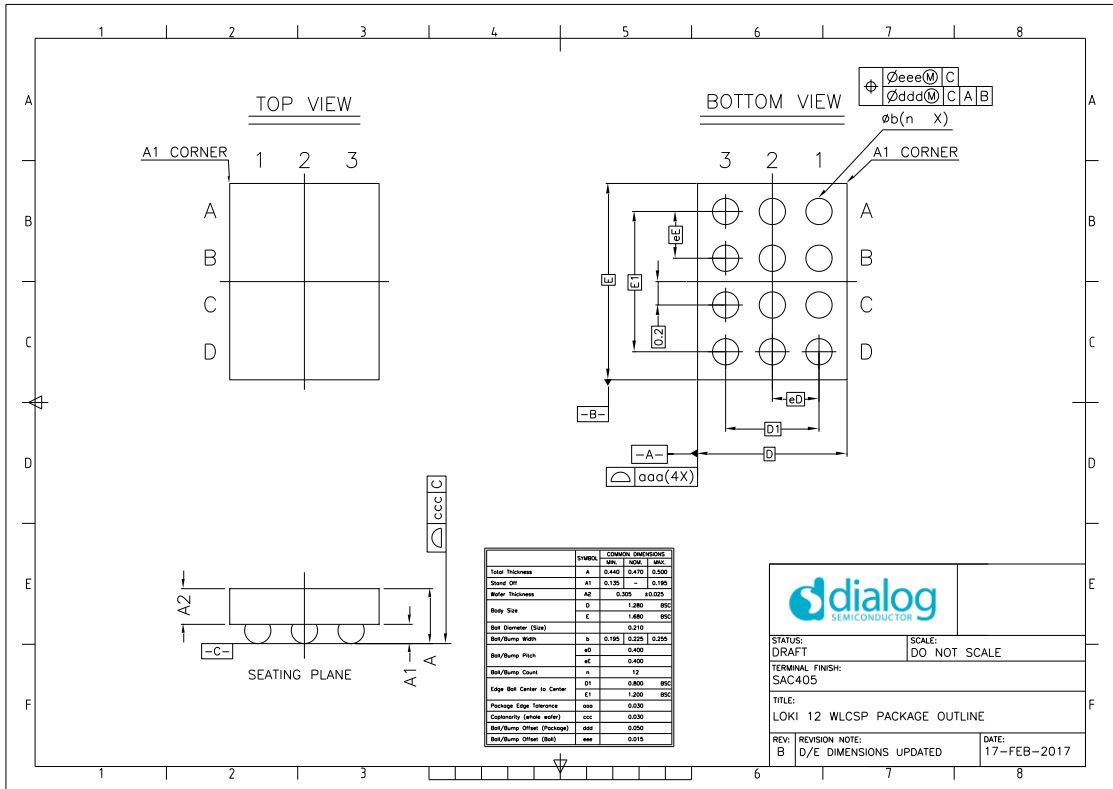 1 2 3 4 5 6 7 8
A A
B B
C C
D D
E E
F F
1 2 3 6 7 8
TOP VIEW
A1 CORNER
1 2 3
A
B
C
D
BOTTOM VIEW
Øeee Ⓜ C
Øddd Ⓜ C A B
øb(n X)
A1 CORNER
3 2 1
A
B
C
D
E
E1
eE
0.2
eD
D1
D
-B-
-A-
aaa(4X)
ccc C
A2
A1
A
-C-
SEATING PLANE
SYMBOL COMMON DIMENSIONS
MIN. NOM. MAX.
Total Thickness A 0.440 0.470 0.500
Stand Off A1 0.135 - 0.195
Wafer Thickness A2 0.305 ±0.025
Body Size D 1.280 BSC
E 1.680 BSC
Ball Diameter (Size) 0.210
Ball/Bump Width b 0.195 0.225 0.255
Ball/Bump Pitch eD 0.400
eE 0.400
Ball/Bump Count n 12
Edge Ball Center to Center D1 0.800 BSC
E1 1.200 BSC
Package Edge Tolerance aaa 0.030
Coplanarity (whole wafer) ccc 0.030
Ball/Bump Offset (Package) ddd 0.050
Ball/Bump Offset (Ball) eee 0.015
dialog
SEMICONDUCTOR
STATUS:
DRAFT
SCALE:
DO NOT SCALE
TERMINAL FINISH:
SAC405
TITLE:
LOKI 12 WLCSP PACKAGE OUTLINE
REV:
B
REVISION NOTE:
D/E DIMENSIONS UPDATED
DATE:
17-FEB-2017